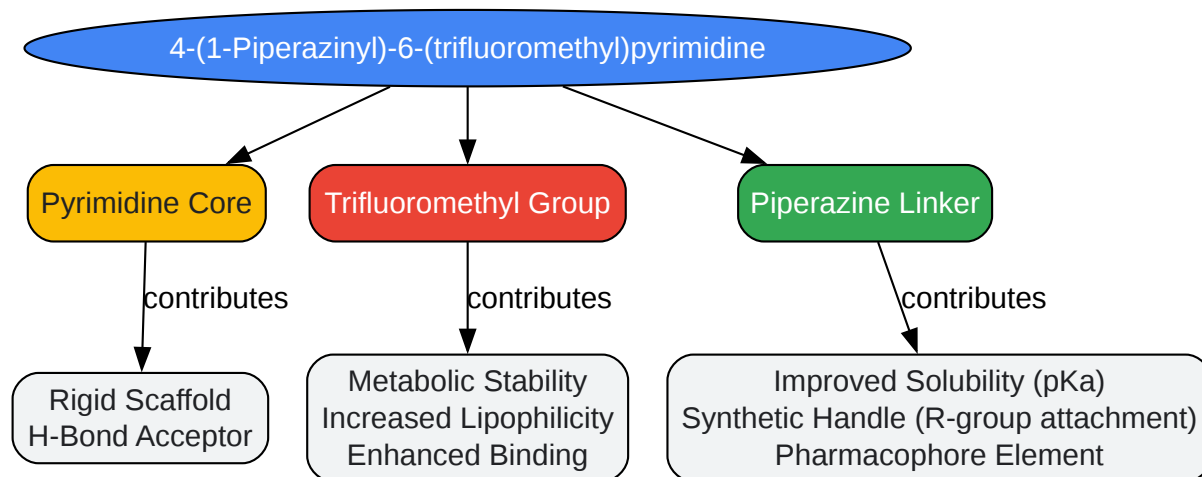 4-(1-Piperazinyl)-6-(trifluoromethyl)pyrimidine
Pyrimidine Core
Trifluoromethyl Group
Piperazine Linker
contributes
contributes
contributes
Rigid Scaffold
H-Bond Acceptor
Metabolic Stability
Increased Lipophilicity
Enhanced Binding
Improved Solubility (pKa)
Synthetic Handle (R-group attachment)
Pharmacophore Element